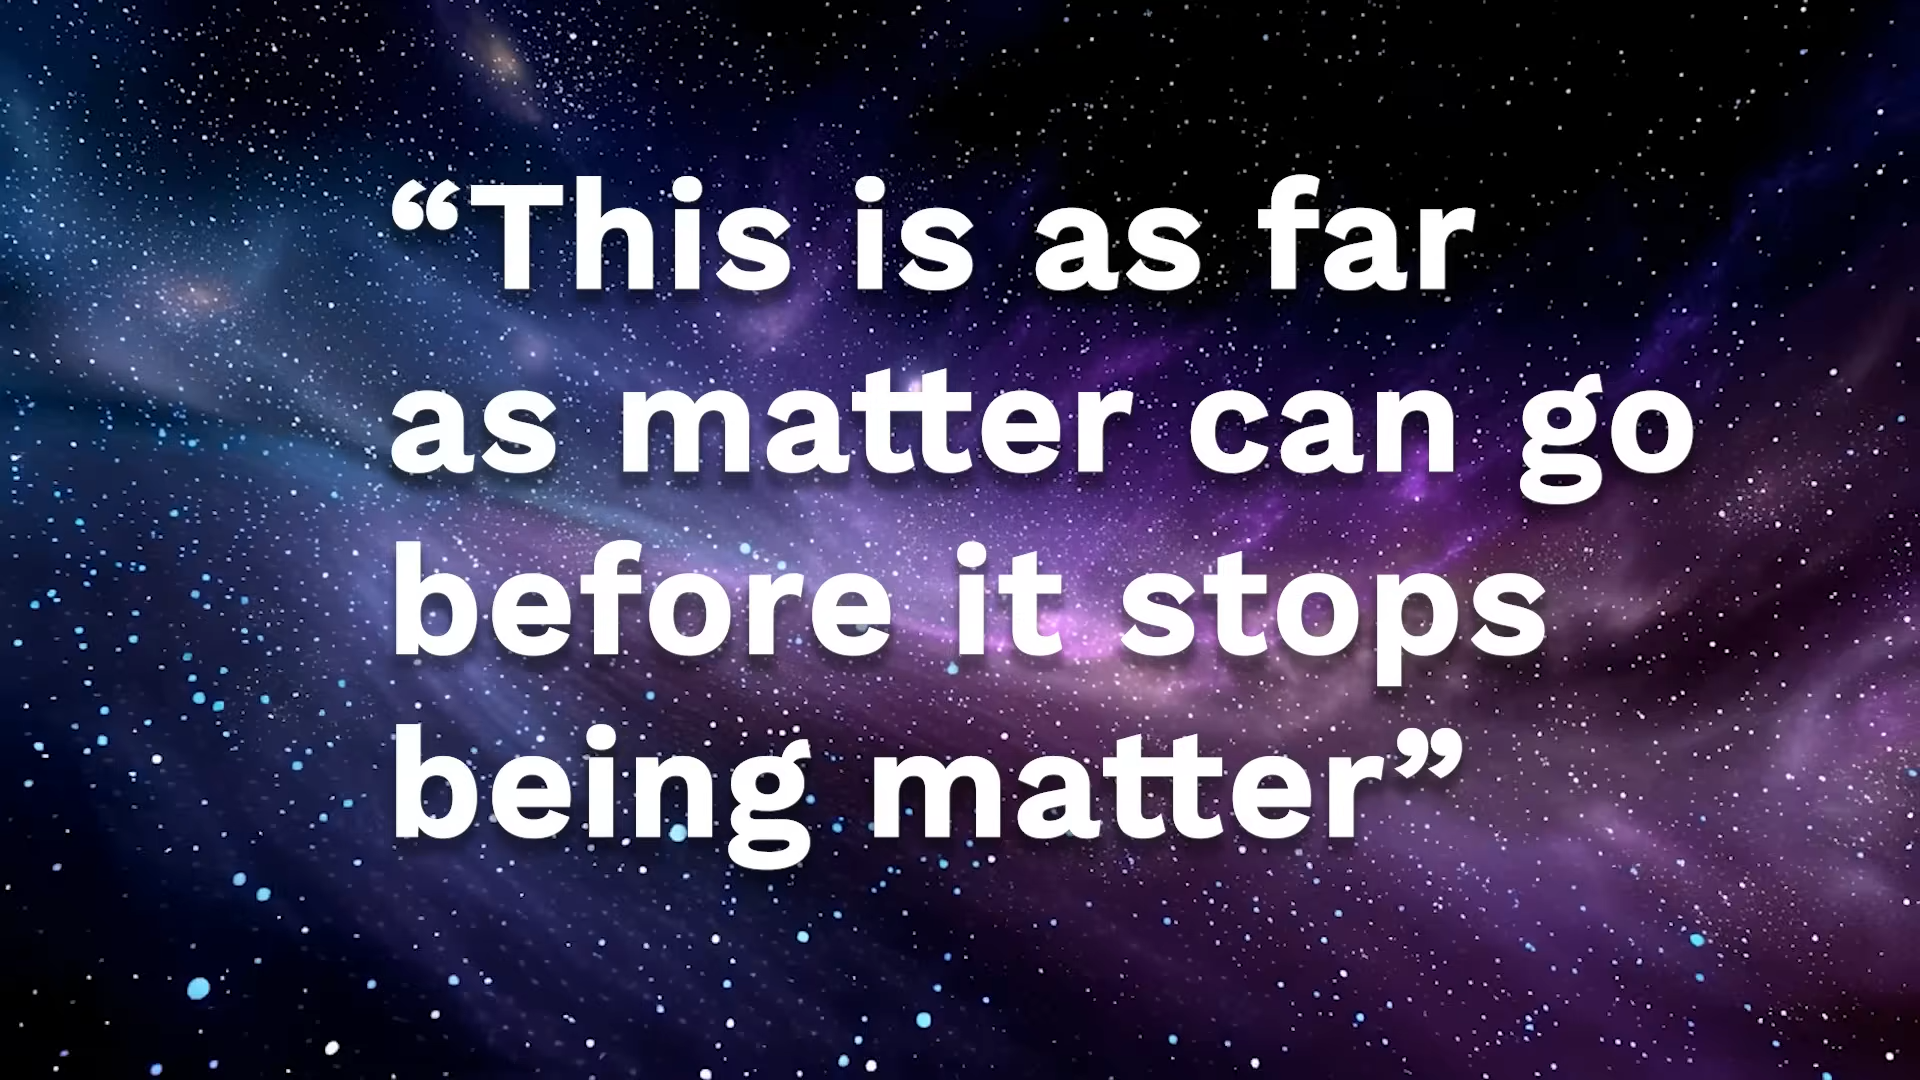 “This is as far
as matter can go
before it stops
being matter”